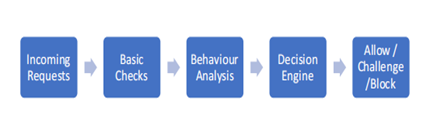 Incoming
Requests
Basic
Checks
Behaviour
Analysis
Decision
Engine
Allow /
Challenge
/Block